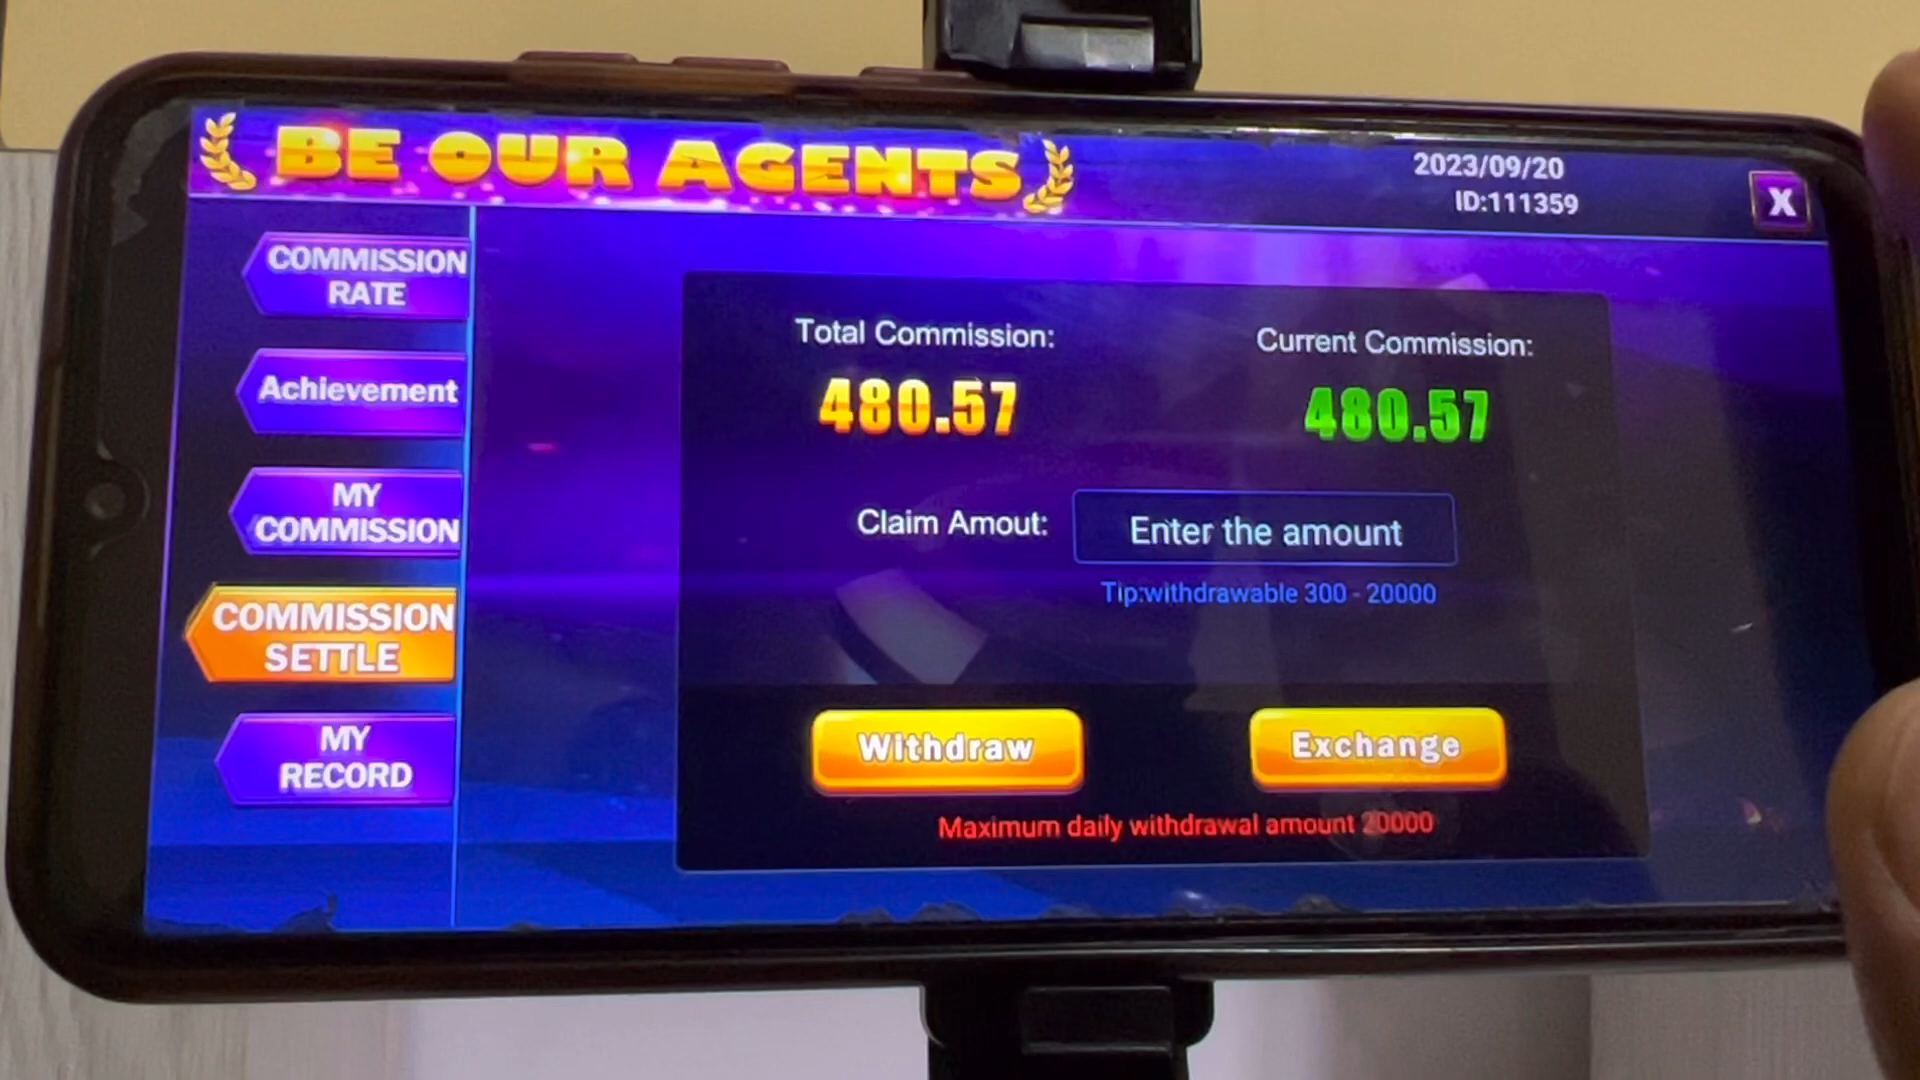 BE OUR AGENTS
2023/09/20
ID:111359
X
COMMISSION
RATE
Achievement
MY
COMMISSION
COMMISSION
SETTLE
MY
RECORD
Total Commission:
480.57
Current Commission:
480.57
Claim Amout:
Enter the amount
Tip:withdrawable 300 - 20000
Withdraw
Exchange
Maximum daily withdrawal amount 20000